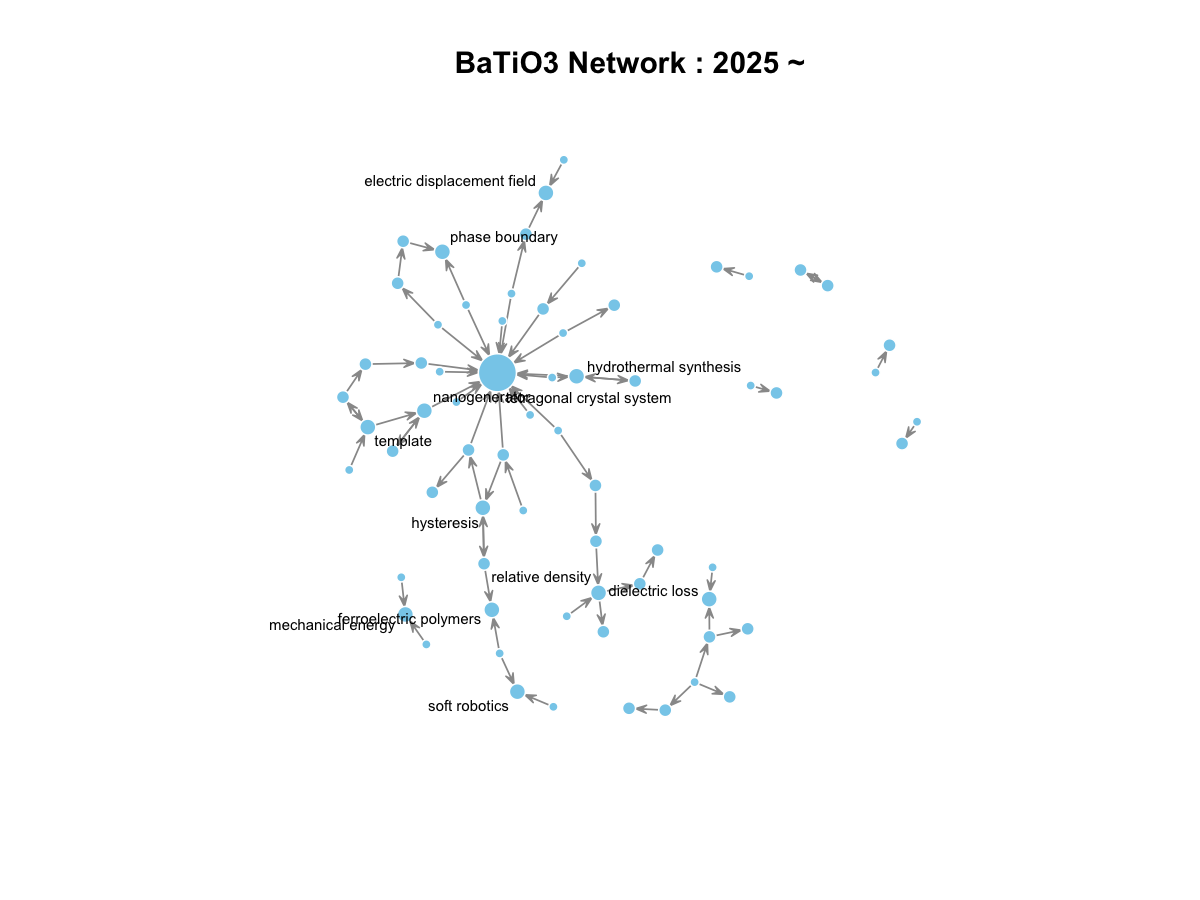 BaTiO3 Network : 2025 ~
electric displacement field
phase boundary
hydrothermal synthesis
nanogenerator
tetragonal crystal system
template
hysteresis
relative density
dielectric loss
ferroelectric polymers
mechanical energy
soft robotics